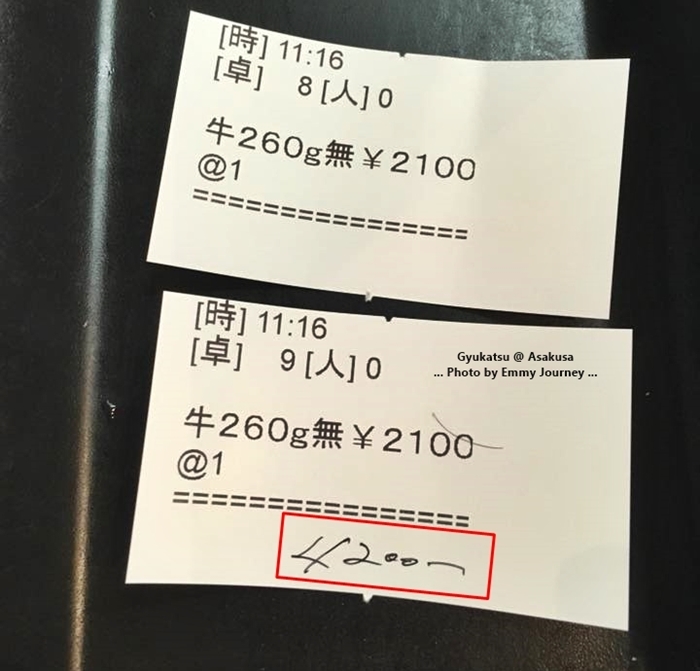 [時] 11:16
[卓] 8 [人] 0
牛260g無￥2100
@1
================
[時] 11:16
[卓] 9 [人] 0
Gyukatsu @ Asakusa
... Photo by Emmy Journey ...
牛260g無￥2100
@1
================
4200-